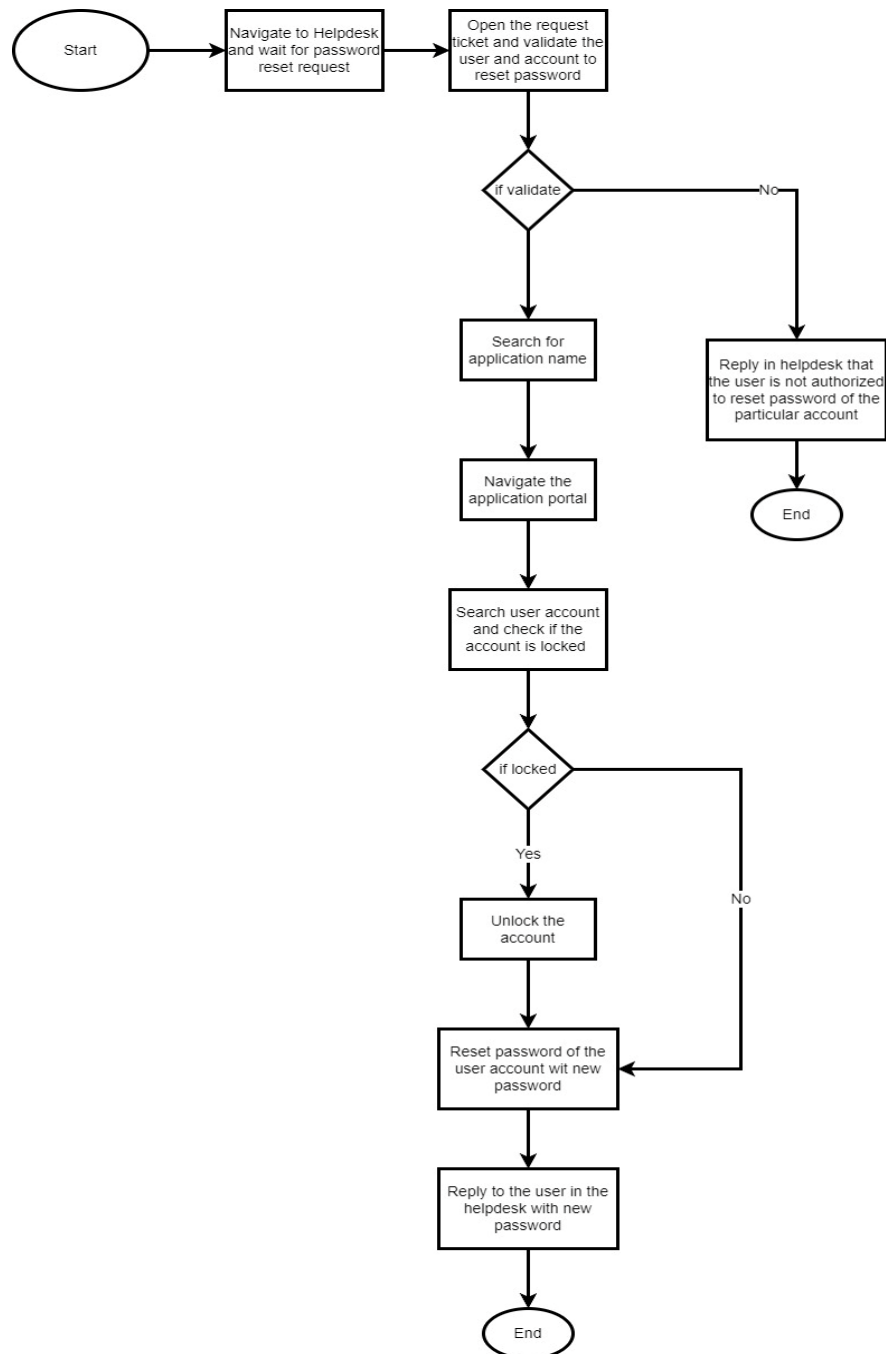 Start
Navigate to Helpdesk
and wait for password
reset request
Open the request
ticket and validate the
user and account to
reset password
if validate
No
Search for
application name
Reply in helpdesk that
the user is not authorized
to reset password of the
particular account
Navigate the
application portal
End
Search user account
and check if the
account is locked
if locked
Yes
No
Unlock the
account
Reset password of the
user account wit new
password
Reply to the user in the
helpdesk with new
password
End